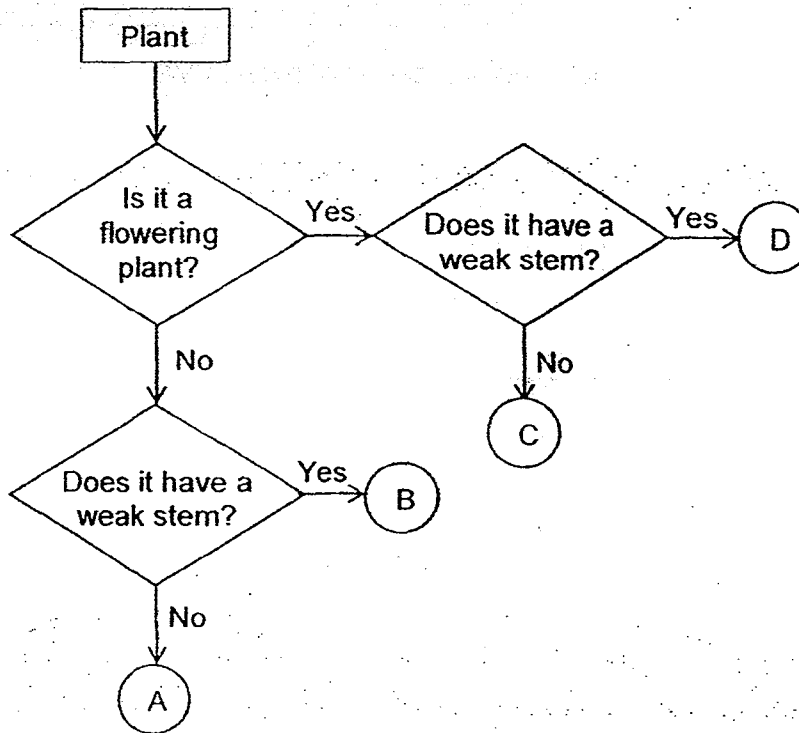 Plant
Is it a
flowering
plant?
Yes
Does it have a
weak stem?
Yes
D
No
No
C
Does it have a
weak stem?
Yes
B
No
A